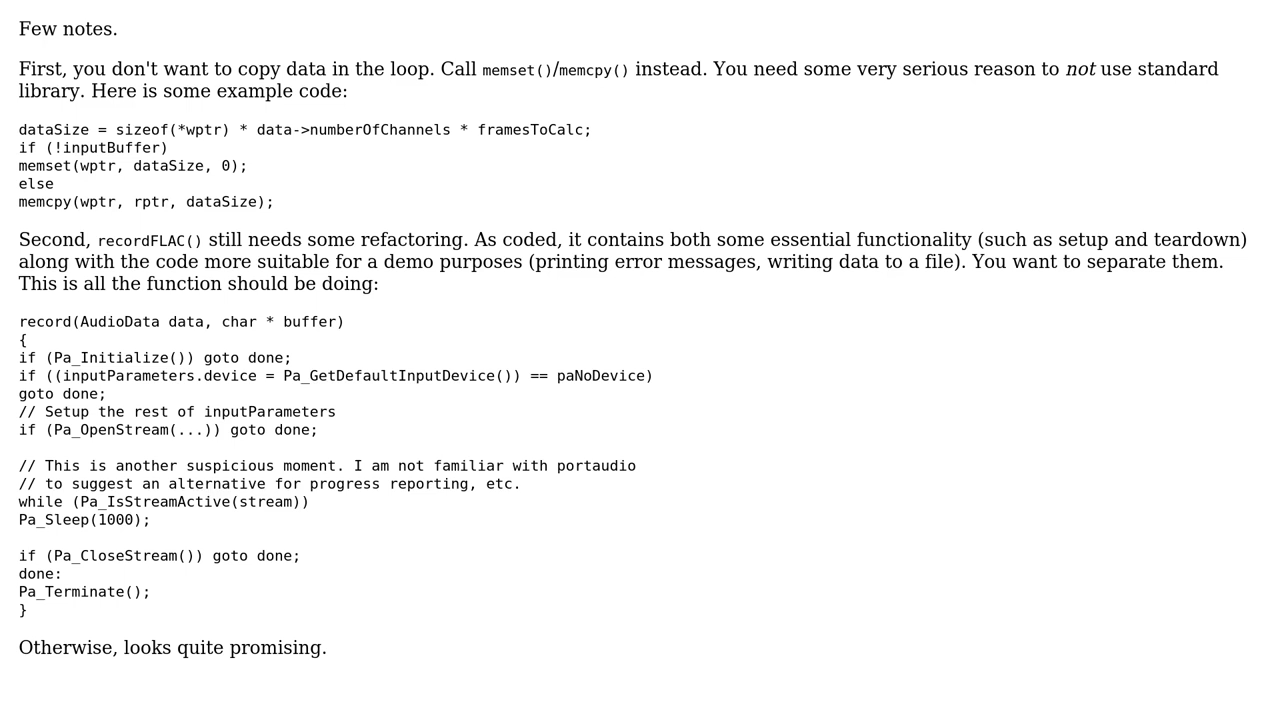 Few notes.
First, you don't want to copy data in the loop. Call memset()/memcpy() instead. You need some very serious reason to not use standard
library. Here is some example code:
dataSize = sizeof(*wptr) * data->numberOfChannels * framesToCalc;
if (!inputBuffer)
memset(wptr, dataSize, 0);
else
memcpy(wptr, rptr, dataSize);
Second, recordFLAC() still needs some refactoring. As coded, it contains both some essential functionality (such as setup and teardown)
along with the code more suitable for a demo purposes (printing error messages, writing data to a file). You want to separate them.
This is all the function should be doing:
record(AudioData data, char * buffer)
{
if (Pa_Initialize()) goto done;
if ((inputParameters.device = Pa_GetDefaultInputDevice()) == paNoDevice)
goto done;
// Setup the rest of inputParameters
if (Pa_OpenStream(...)) goto done;
// This is another suspicious moment. I am not familiar with portaudio
// to suggest an alternative for progress reporting, etc.
while (Pa_IsStreamActive(stream))
Pa_Sleep(1000);
if (Pa_CloseStream()) goto done;
done:
Pa_Terminate();
}
Otherwise, looks quite promising.